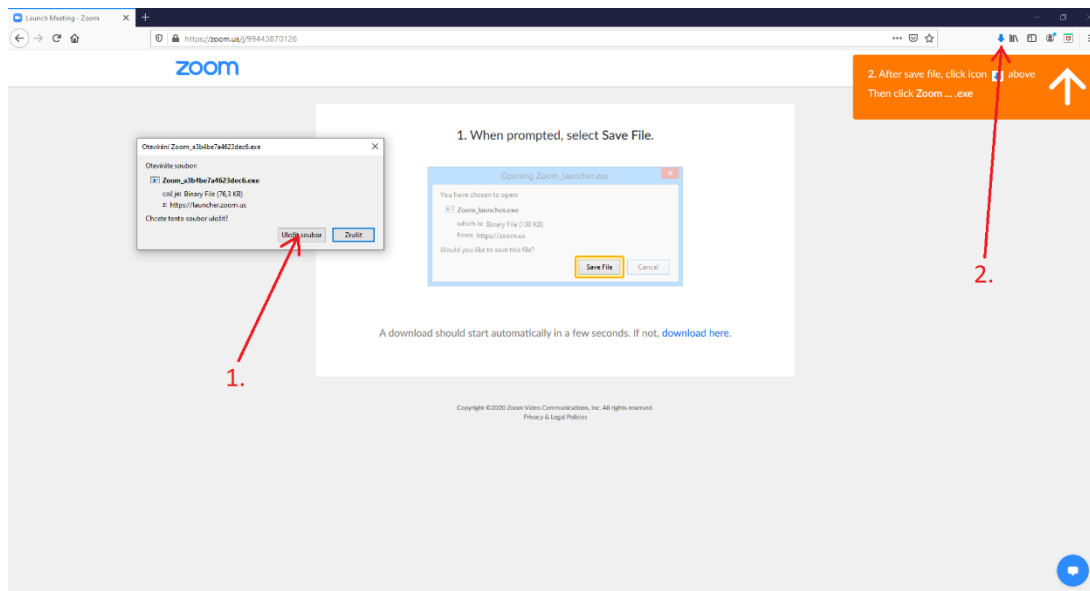 Launch Meeting - Zoom
https://zoom.us/j/99443870126
zoom
2. After save file, click icon above
Then click Zoom ... .exe
1. When prompted, select Save File.
Otevírání Zoom_a3b4be7a4623dec6.exe
Otevíráte soubor:
Zoom_a3b4be7a4623dec6.exe
což je: Binary File (76,3 KB)
z: https://launcher.zoom.us
Chcete tento soubor uložit?
Uložit soubor
Zrušit
Opening Zoom_launcher.exe
You have chosen to open:
Zoom_launcher.exe
which is: Binary File (130 KB)
from: https://zoom.us
Would you like to save this file?
Save File
Cancel
2.
A download should start automatically in a few seconds. If not, download here.
1.
Copyright ©2020 Zoom Video Communications, Inc. All rights reserved.
Privacy & Legal Policies